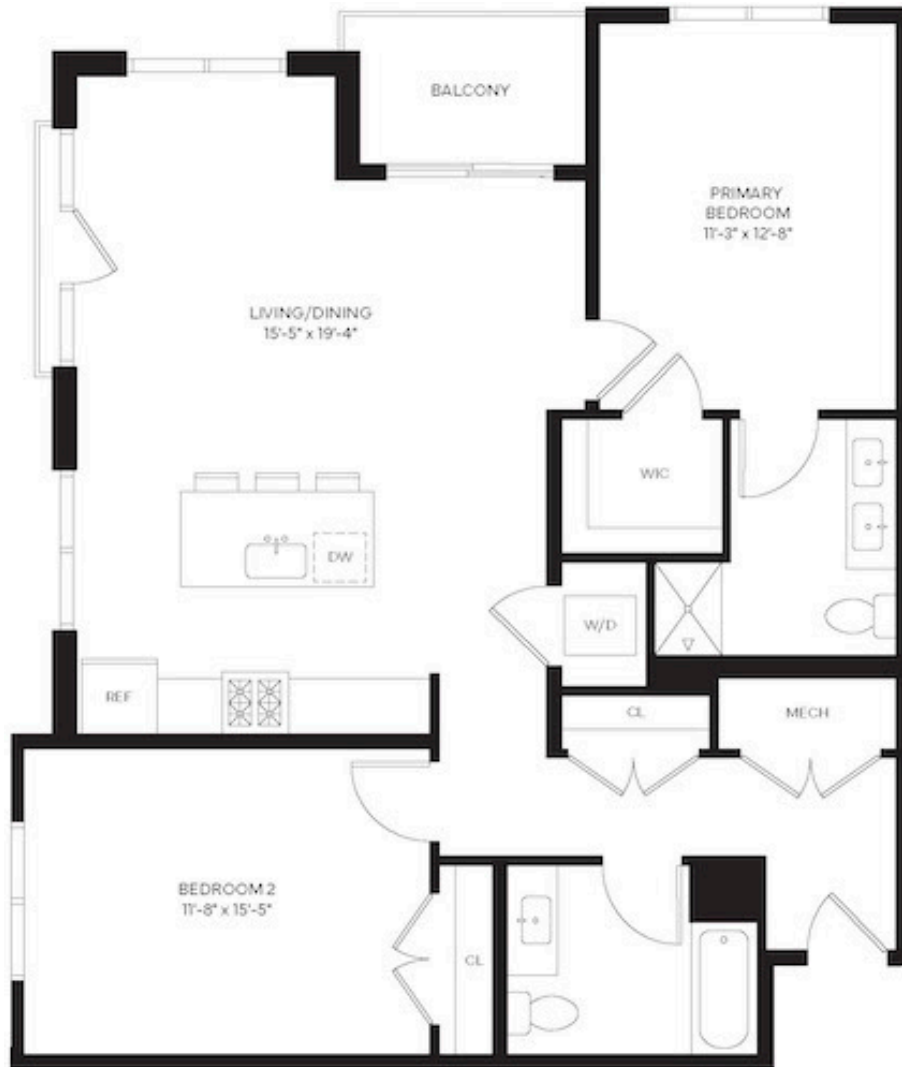 BALCONY
PRIMARY
BEDROOM
11'-3" x 12'-8"
LIVING/DINING
15'-5" x 19'-4"
WIC
DW
W/D
REF
CL
MECH
BEDROOM 2
11'-8" x 15'-5"
CL